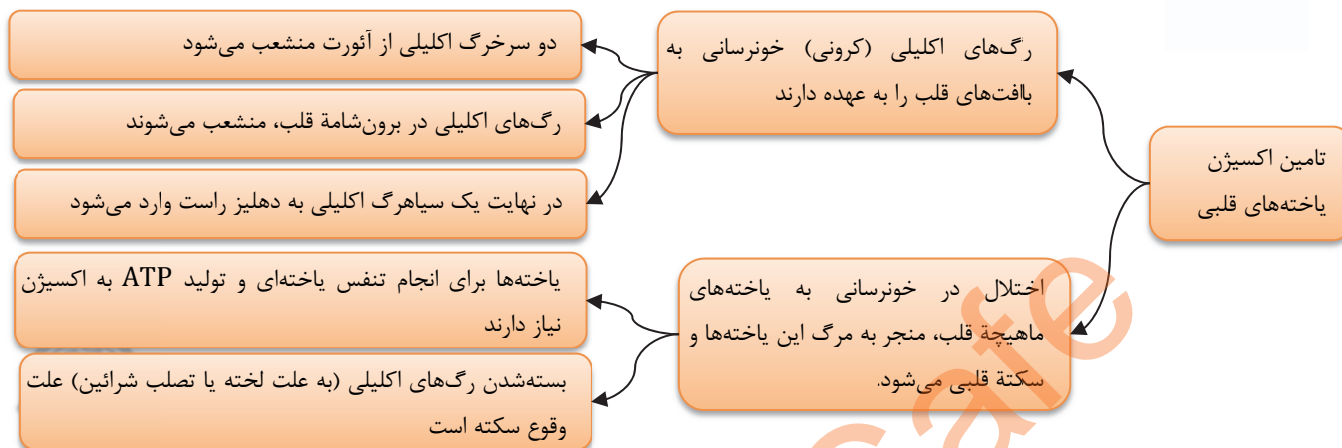 تامین اکسیژن
یاخته‌های قلبی
رگ‌های اکلیلی (کرونی) خونرسانی به
بافت‌های قلب را به عهده دارند
دو سرخرگ اکلیلی از آئورت منشعب می‌شود
رگ‌های اکلیلی در برون‌شامة قلب، منشعب می‌شوند
در نهایت یک سیاهرگ اکلیلی به دهلیز راست وارد می‌شود
اختلال در خونرسانی به یاخته‌های
ماهیچة قلب، منجر به مرگ این یاخته‌ها و
سکتة قلبی می‌شود.
یاخته‌ها برای انجام تنفس یاخته‌ای و تولید ATP به اکسیژن
نیاز دارند
بسته‌شدن رگ‌های اکلیلی (به علت لخته یا تصلب شرائین) علت
وقوع سکته است